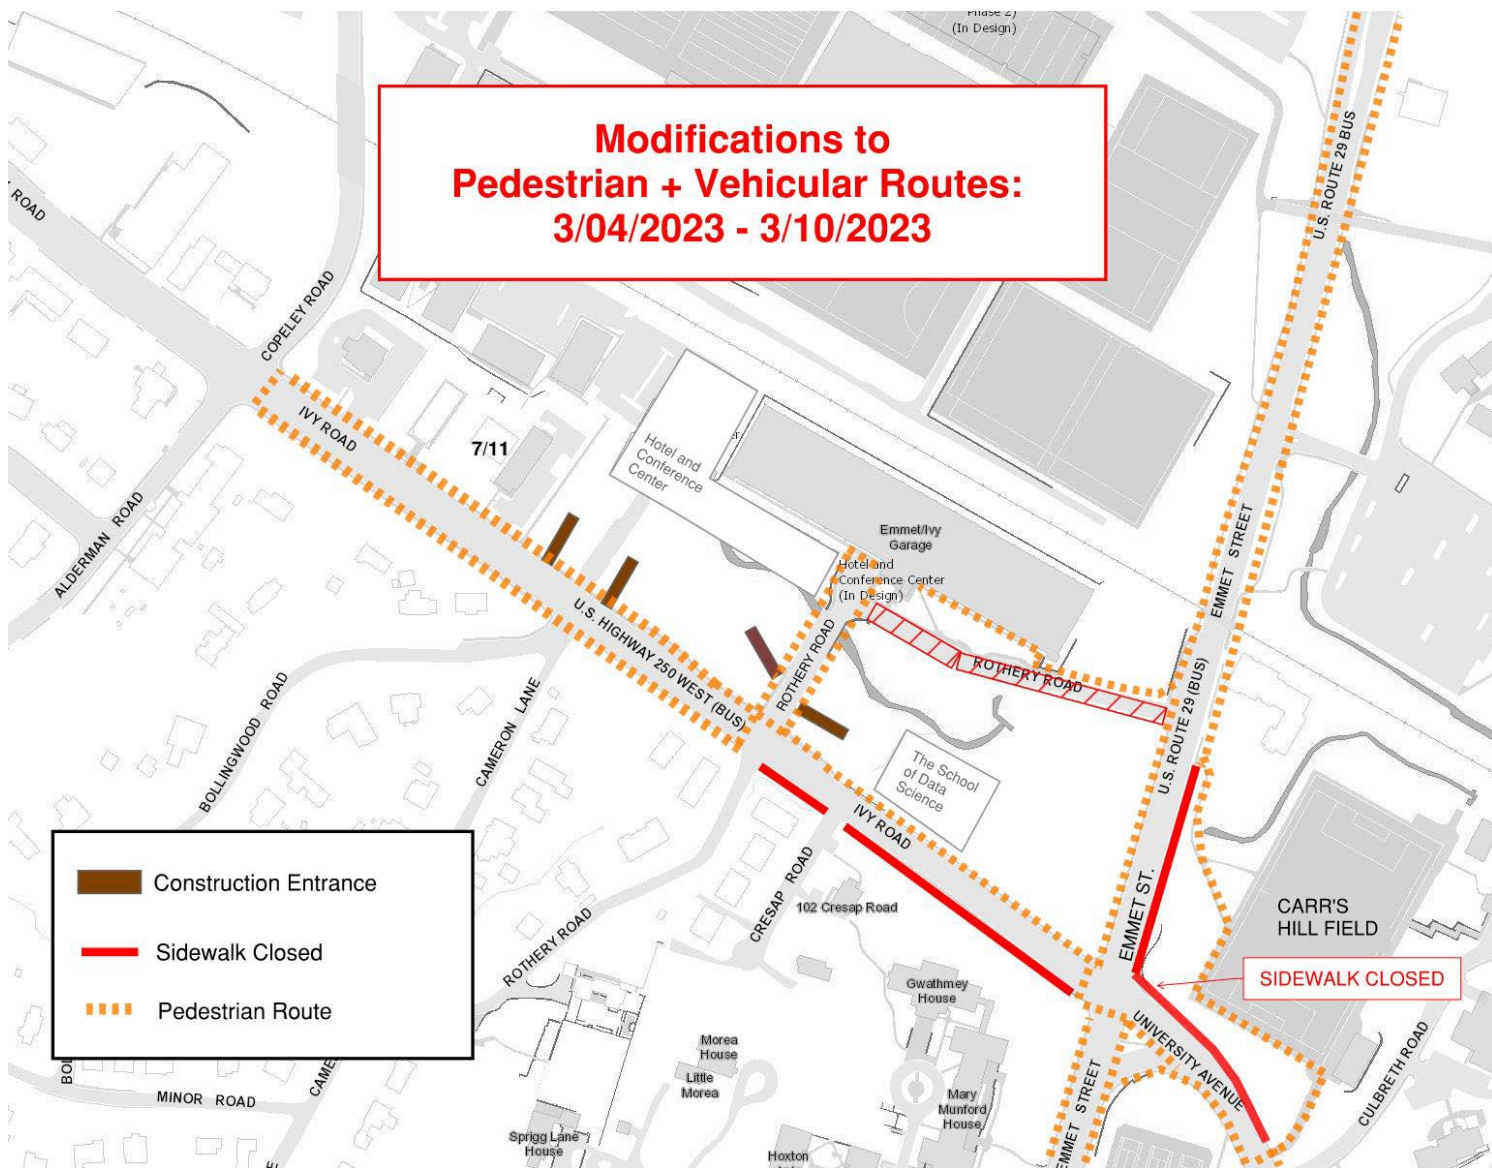 Phase 2)
(In Design)
Modifications to
Pedestrian + Vehicular Routes:
3/04/2023 - 3/10/2023
U.S. ROUTE 29 BUS
ROAD
COPELEY ROAD
IVY ROAD
7/11
Hotel and
Conference
Center
Emmet/Ivy
Garage
Hotel and
Conference Center
(In Design)
EMMET STREET
ALDERMAN ROAD
U.S. HIGHWAY 250 WEST (BUS)
ROTHERY ROAD
ROTHERY ROAD
U.S. ROUTE 29 (BUS)
BOLLINGWOOD ROAD
CAMERON LANE
The School
of Data
Science
IVY ROAD
CRESAP ROAD
102 Cresap Road
EMMET ST.
CARR'S
HILL FIELD
SIDEWALK CLOSED
Construction Entrance
Sidewalk Closed
Pedestrian Route
ROTHERY ROAD
Gwathmey
House
UNIVERSITY AVENUE
CULBRETH ROAD
Morea
House
Little
Morea
Mary
Munford
House
EMMET STREET
MINOR ROAD
Sprigg Lane
House
Hoxton